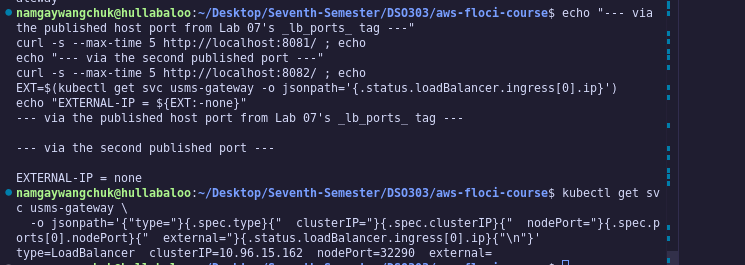 ateway
namgaywangchuk@hullabaloo:~/Desktop/Seventh-Semester/DSO303/aws-floci-course$ echo "--- via
the published host port from Lab 07's _lb_ports_ tag ---"
curl -s --max-time 5 http://localhost:8081/ ; echo
echo "--- via the second published port ---"
curl -s --max-time 5 http://localhost:8082/ ; echo
EXT=$(kubectl get svc usms-gateway -o jsonpath='{.status.loadBalancer.ingress[0].ip}')
echo "EXTERNAL-IP = ${EXT:-none}"
--- via the published host port from Lab 07's _lb_ports_ tag ---

--- via the second published port ---

EXTERNAL-IP = none
namgaywangchuk@hullabaloo:~/Desktop/Seventh-Semester/DSO303/aws-floci-course$ kubectl get sv
c usms-gateway \
  -o jsonpath='{"type="}{.spec.type}{"  clusterIP="}{.spec.clusterIP}{"  nodePort="}{.spec.p
orts[0].nodePort}{"  external="}{.status.loadBalancer.ingress[0].ip}{"\n"}'
type=LoadBalancer  clusterIP=10.96.15.162  nodePort=32290  external=